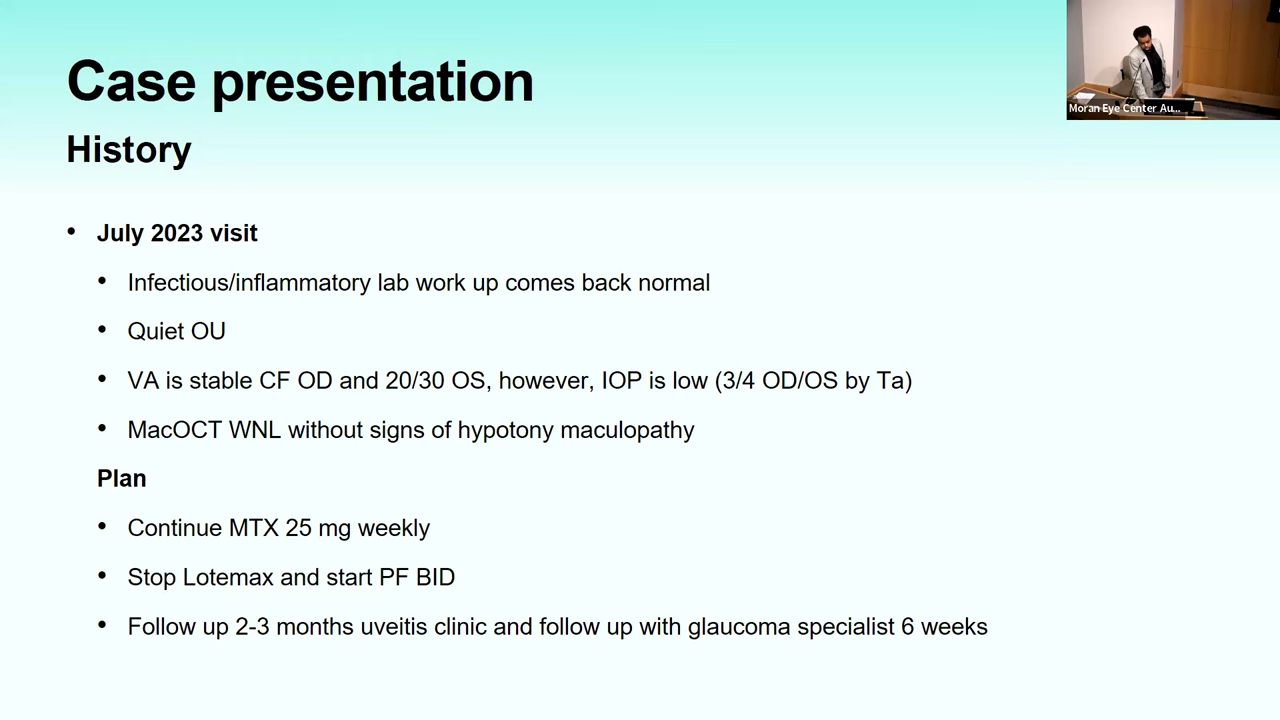 Case presentation
History
Moran Eye Center Au...
• July 2023 visit
• Infectious/inflammatory lab work up comes back normal
• Quiet OU
• VA is stable CF OD and 20/30 OS, however, IOP is low (3/4 OD/OS by Ta)
• MacOCT WNL without signs of hypotony maculopathy
Plan
• Continue MTX 25 mg weekly
• Stop Lotemax and start PF BID
• Follow up 2-3 months uveitis clinic and follow up with glaucoma specialist 6 weeks